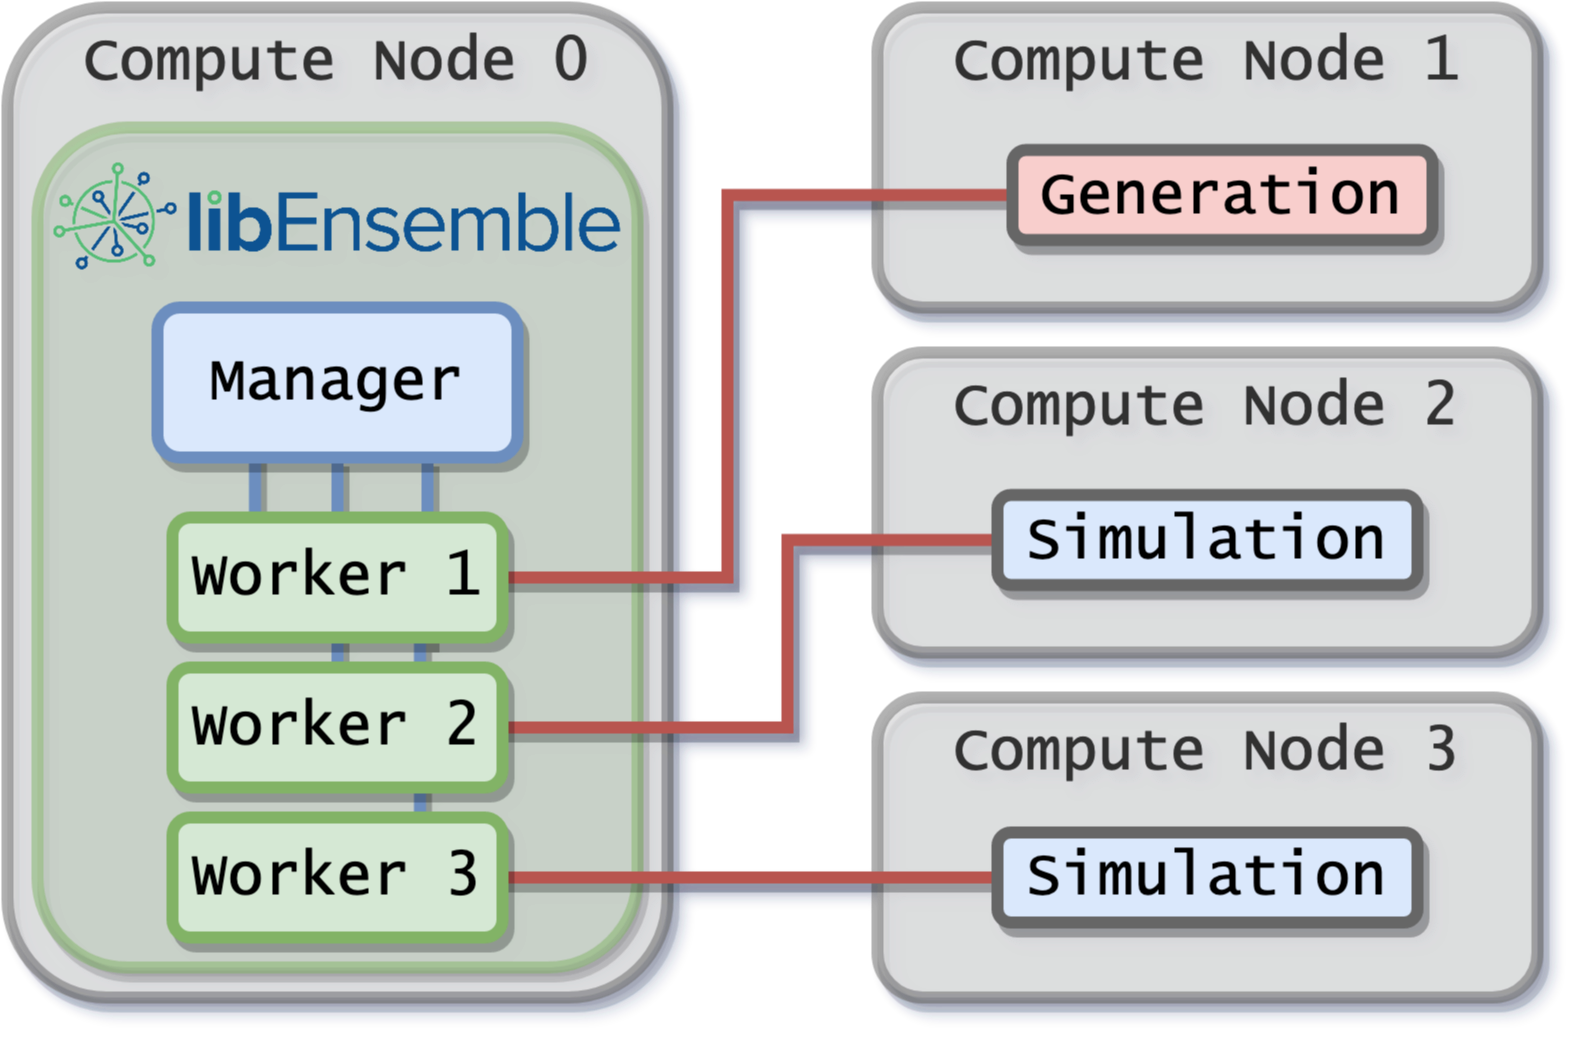 Compute Node 0
libEnsemble
Manager
Worker 1
Worker 2
Worker 3
Compute Node 1
Generation
Compute Node 2
Simulation
Compute Node 3
Simulation